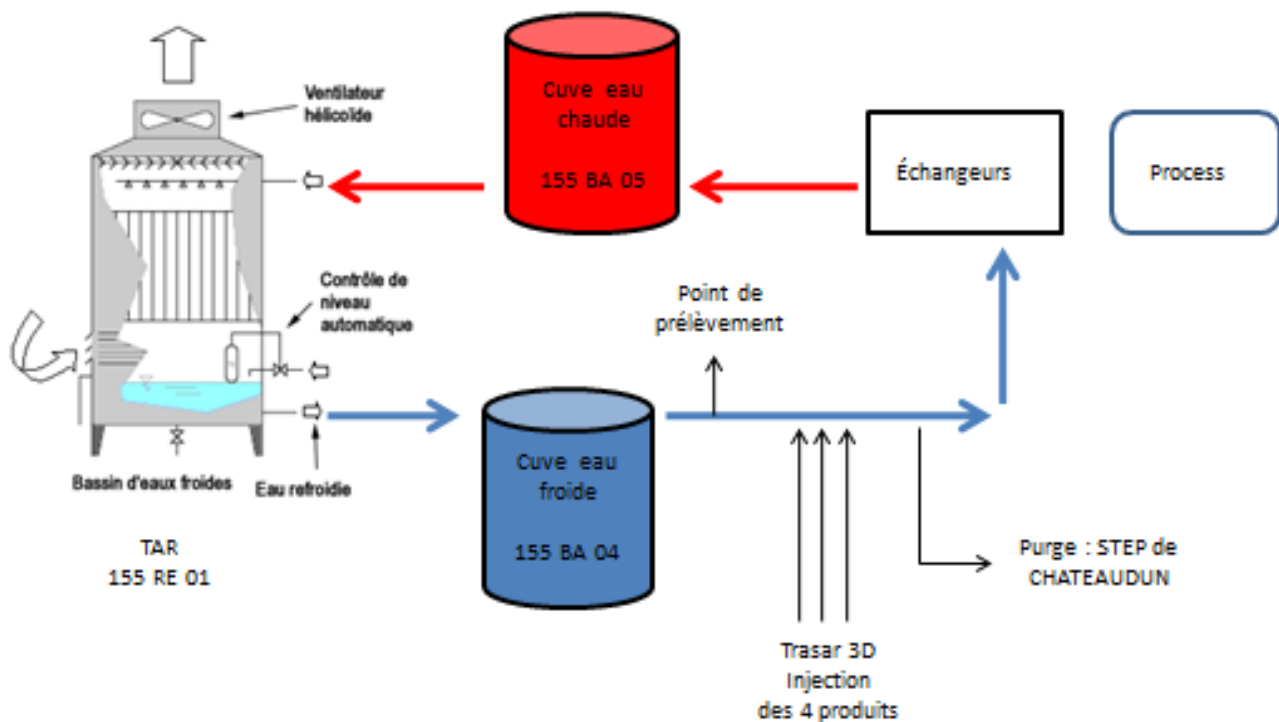 Ventilateur
hélicoïde
Cuve eau
chaude
155 BA 05
Échangeurs
Process
Contrôle de
niveau
automatique
Point de
prélèvement
Bassin d'eaux froides
Eau refroidie
Cuve eau
froide
155 BA 04
TAR
155 RE 01
Purge : STEP de
CHATEAUDUN
Trasar 3D
Injection
des 4 produits